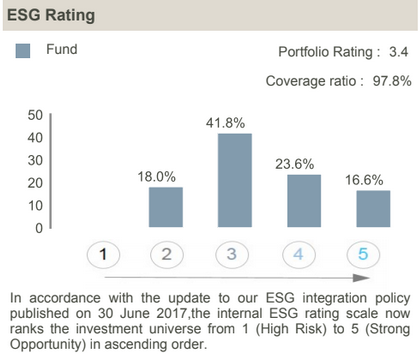 ESG Rating
Fund
Portfolio Rating : 3.4
Coverage ratio : 97.8%
50
40
30
20
10
0
18.0%
41.8%
23.6%
16.6%
1 2 3 4 5
In accordance with the update to our ESG integration policy
published on 30 June 2017,the internal ESG rating scale now
ranks the investment universe from 1 (High Risk) to 5 (Strong
Opportunity) in ascending order.